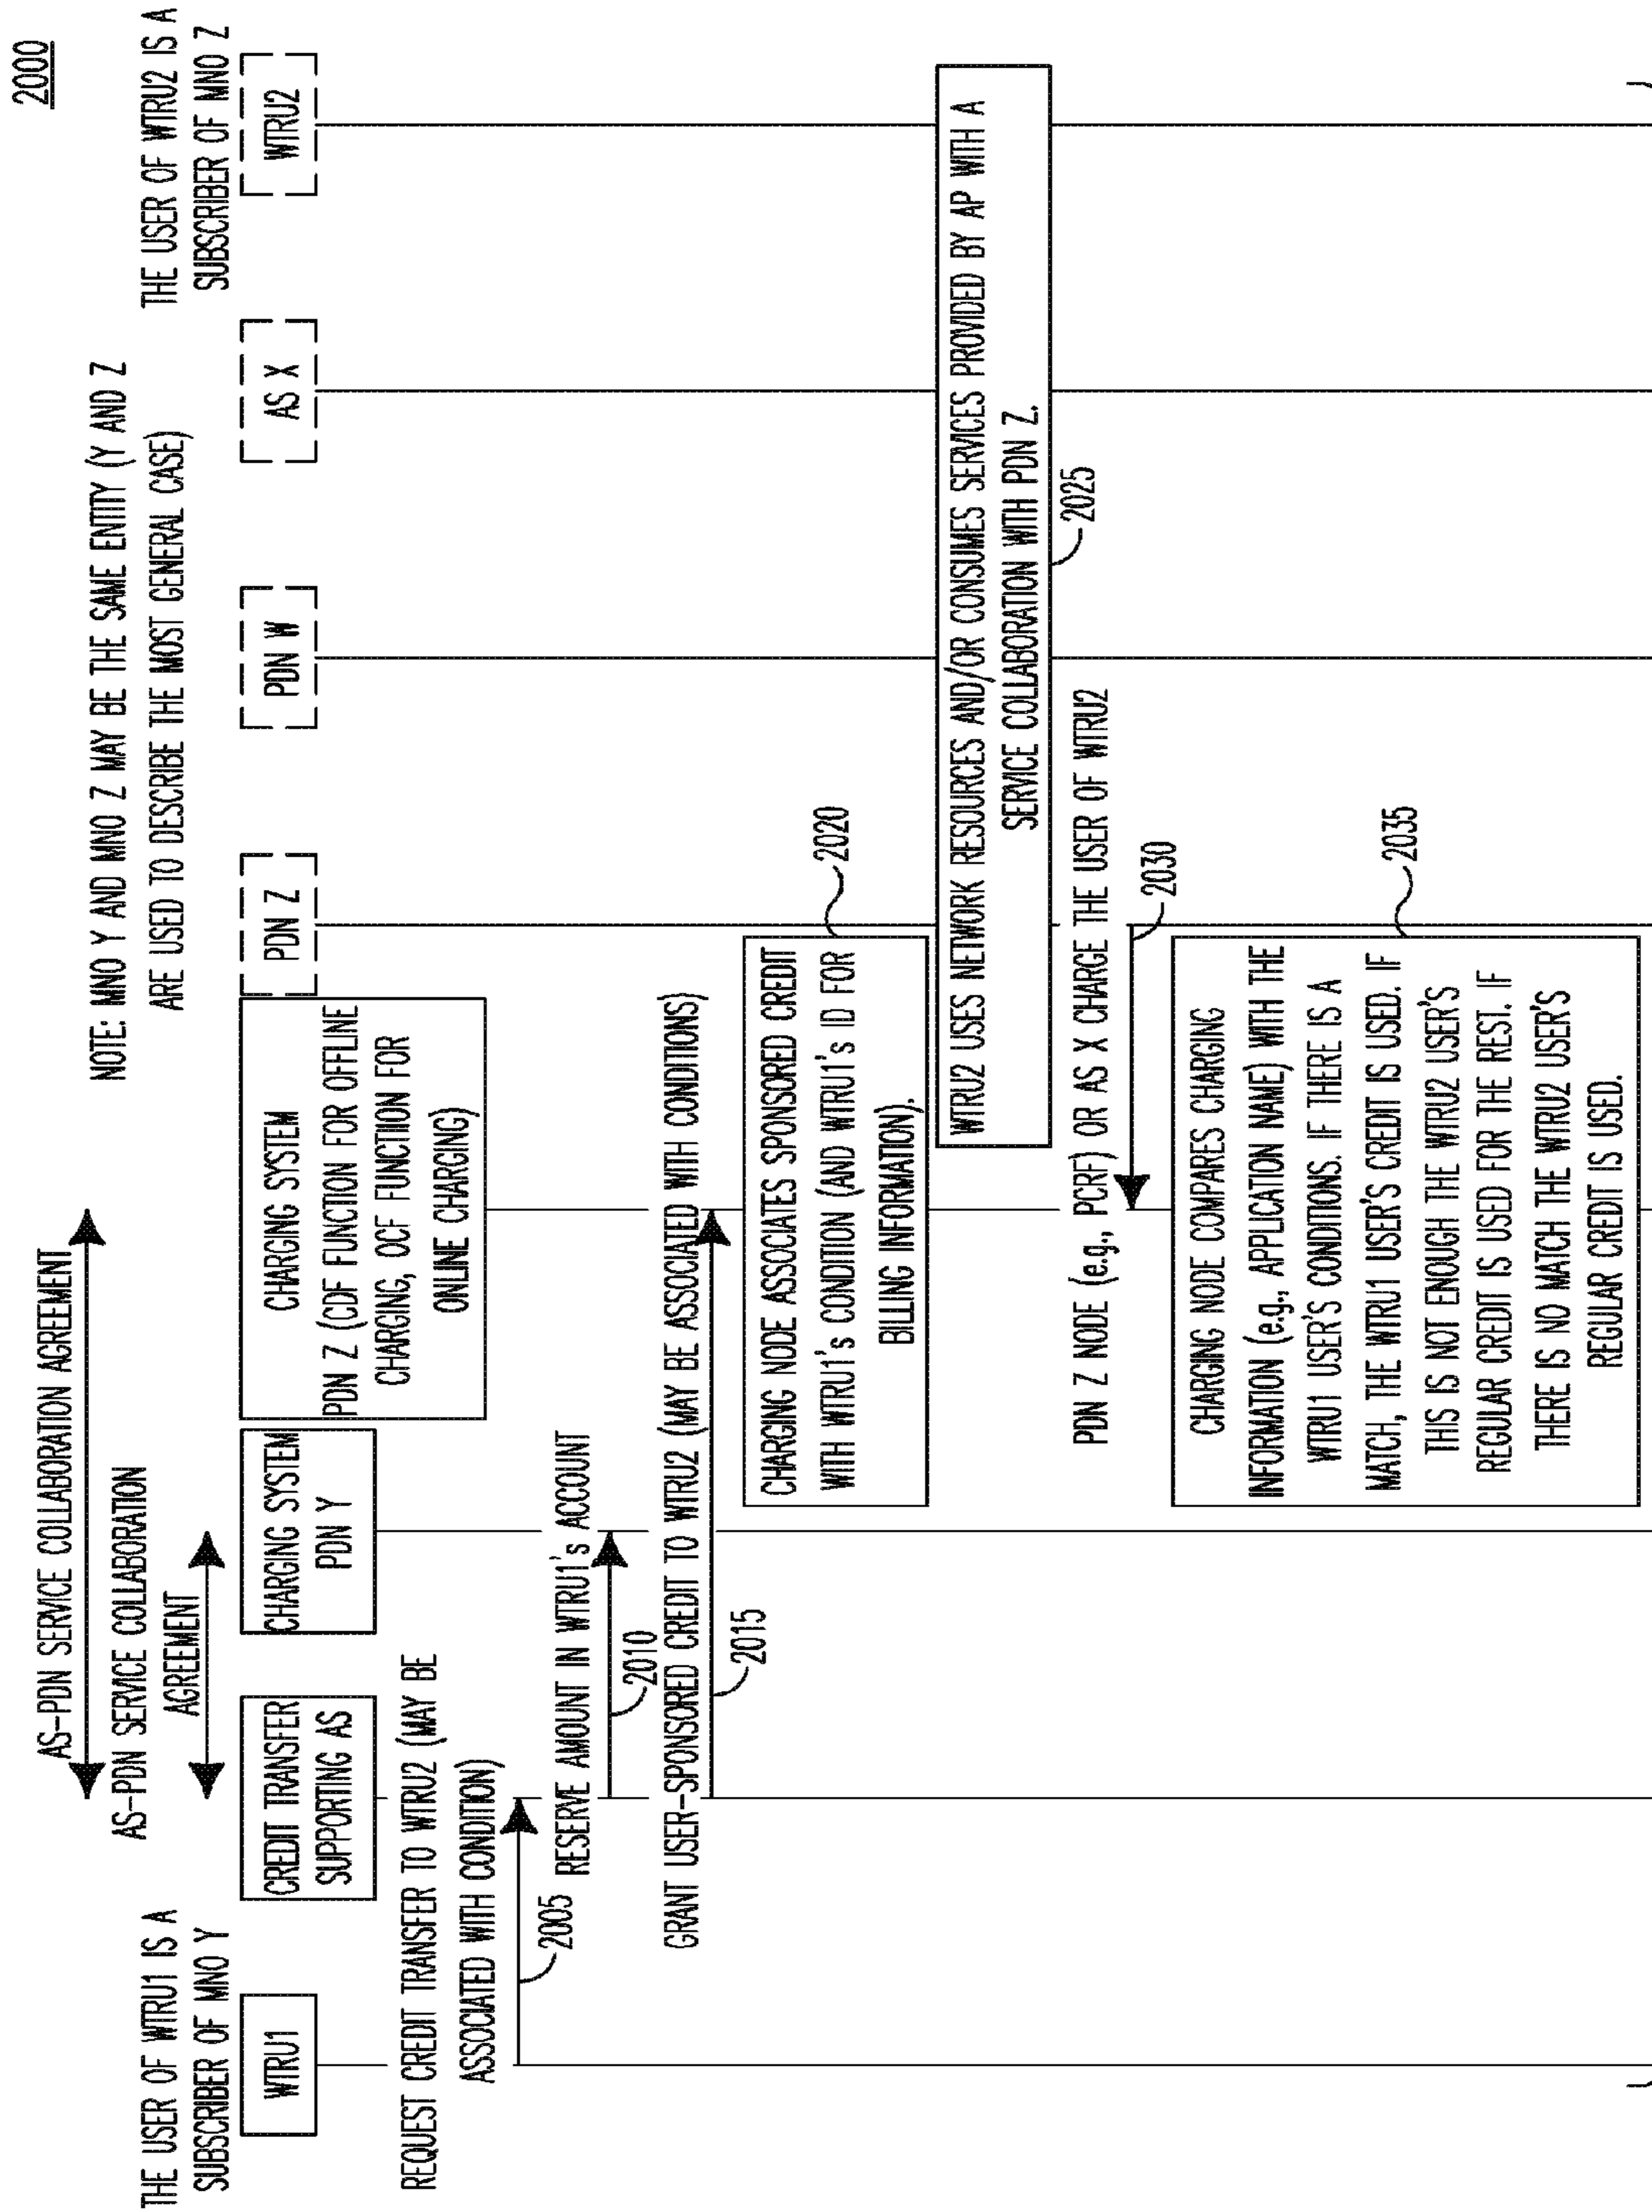 2000
AS-PDN SERVICE COLLABORATION AGREEMENT
AS-PDN SERVICE COLLABORATION
AGREEMENT
NOTE: MNO Y AND MNO Z MAY BE THE SAME ENTITY (Y AND Z
ARE USED TO DESCRIBE THE MOST GENERAL CASE)
THE USER OF WTRU1 IS A
SUBSCRIBER OF MNO Y
THE USER OF WTRU2 IS A
SUBSCRIBER OF MNO Z
WTRU1
CREDIT TRANSFER
SUPPORTING AS
CHARGING SYSTEM
PDN Y
CHARGING SYSTEM
PDN Z (CDF FUNCTION FOR OFFLINE
CHARGING, OCF FUNCTION FOR
ONLINE CHARGING)
PDN Z
PDN W
AS X
WTRU2
REQUEST CREDIT TRANSFER TO WTRU2 (MAY BE
ASSOCIATED WITH CONDITION)
2005
RESERVE AMOUNT IN WTRU1's ACCOUNT
2010
GRANT USER-SPONSORED CREDIT TO WTRU2 (MAY BE ASSOCIATED WITH CONDITIONS)
2015
CHARGING NODE ASSOCIATES SPONSORED CREDIT
WITH WTRU1's CONDITION (AND WTRU1's ID FOR
BILLING INFORMATION).
2020
WTRU2 USES NETWORK RESOURCES AND/OR CONSUMES SERVICES PROVIDED BY AP WITH A
SERVICE COLLABORATION WITH PDN Z.
2025
PDN Z NODE (e.g., PCRF) OR AS X CHARGE THE USER OF WTRU2
2030
CHARGING NODE COMPARES CHARGING
INFORMATION (e.g., APPLICATION NAME) WITH THE
WTRU1 USER'S CONDITIONS. IF THERE IS A
MATCH, THE WTRU1 USER'S CREDIT IS USED. IF
THIS IS NOT ENOUGH THE WTRU2 USER'S
REGULAR CREDIT IS USED FOR THE REST. IF
THERE IS NO MATCH THE WTRU2 USER'S
REGULAR CREDIT IS USED.
2035